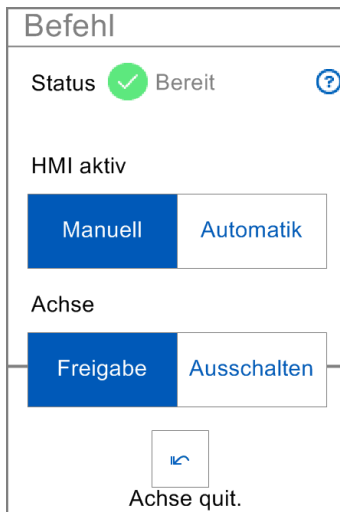 Befehl
Status Bereit ?
HMI aktiv
Manuell Automatik
Achse
Freigabe Ausschalten
Achse quit.